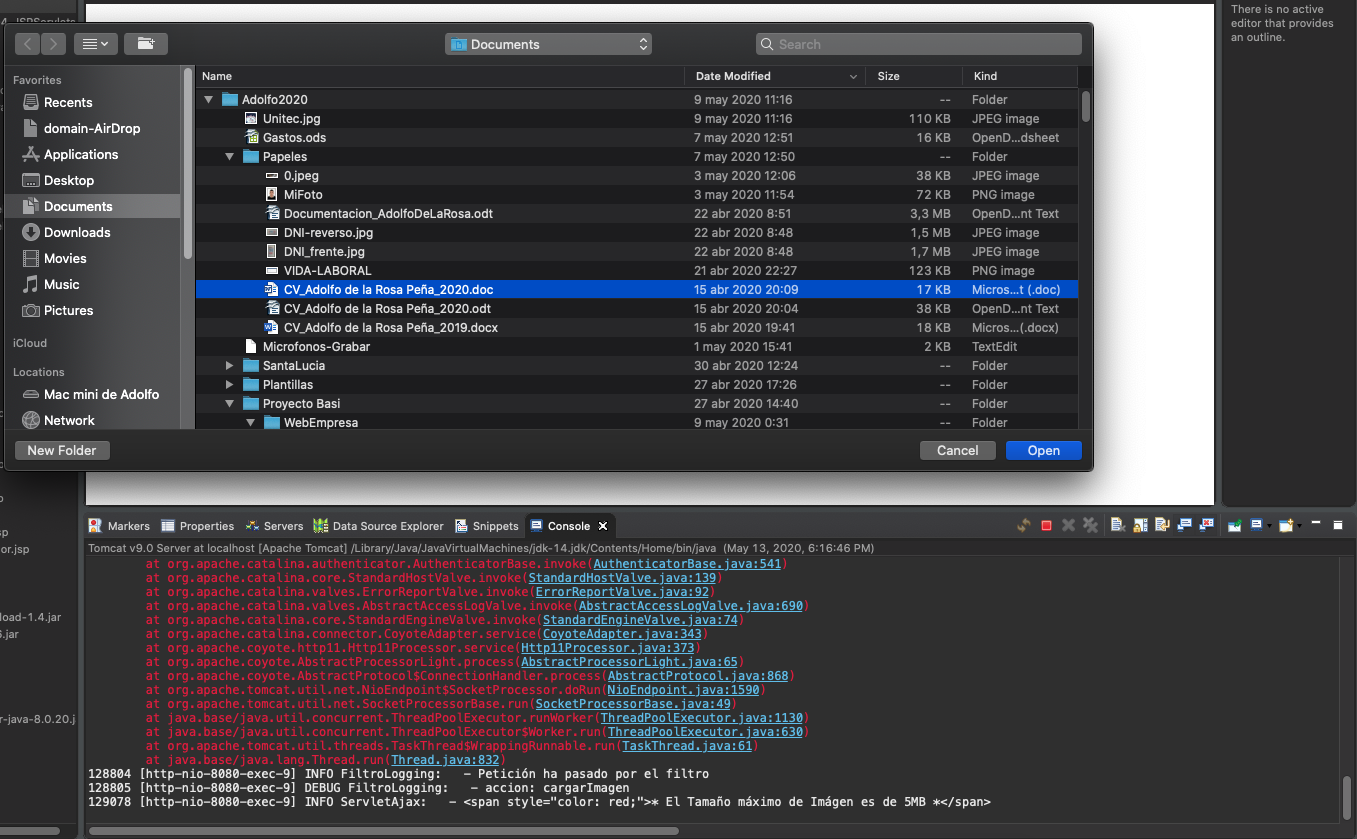 4_JSPServlets
There is no active
editor that provides
an outline.
Documents
Search
Favorites
Recents
domain-AirDrop
Applications
Desktop
Documents
Downloads
Movies
Music
Pictures
iCloud
Locations
Mac mini de Adolfo
Network
Name Date Modified Size Kind
Adolfo2020 9 may 2020 11:16 -- Folder
Unitec.jpg 9 may 2020 11:16 110 KB JPEG image
Gastos.ods 7 may 2020 12:51 16 KB OpenD...dsheet
Papeles 7 may 2020 12:50 -- Folder
0.jpeg 3 may 2020 12:06 38 KB JPEG image
MiFoto 3 may 2020 11:54 72 KB PNG image
Documentacion_AdolfoDeLaRosa.odt 22 abr 2020 8:51 3,3 MB OpenD...nt Text
DNI-reverso.jpg 22 abr 2020 8:48 1,5 MB JPEG image
DNI_frente.jpg 22 abr 2020 8:48 1,7 MB JPEG image
VIDA-LABORAL 21 abr 2020 22:27 123 KB PNG image
CV_Adolfo de la Rosa Peña_2020.doc 15 abr 2020 20:09 17 KB Micros...t (.doc)
CV_Adolfo de la Rosa Peña_2020.odt 15 abr 2020 20:04 38 KB OpenD...nt Text
CV_Adolfo de la Rosa Peña_2019.docx 15 abr 2020 19:41 18 KB Micros...(.docx)
Microfonos-Grabar 1 may 2020 15:41 2 KB TextEdit
SantaLucia 30 abr 2020 12:24 -- Folder
Plantillas 27 abr 2020 17:26 -- Folder
Proyecto Basi 27 abr 2020 14:40 -- Folder
WebEmpresa 9 may 2020 0:31 -- Folder
New Folder Cancel Open
sp
or.jsp
load-1.4.jar
6.jar
r-java-8.0.20.j
Markers Properties Servers Data Source Explorer Snippets Console
Tomcat v9.0 Server at localhost [Apache Tomcat] /Library/Java/JavaVirtualMachines/jdk-14.jdk/Contents/Home/bin/java (May 13, 2020, 6:16:46 PM)
at org.apache.catalina.authenticator.AuthenticatorBase.invoke(AuthenticatorBase.java:541)
at org.apache.catalina.core.StandardHostValve.invoke(StandardHostValve.java:139)
at org.apache.catalina.valves.ErrorReportValve.invoke(ErrorReportValve.java:92)
at org.apache.catalina.valves.AbstractAccessLogValve.invoke(AbstractAccessLogValve.java:690)
at org.apache.catalina.core.StandardEngineValve.invoke(StandardEngineValve.java:74)
at org.apache.catalina.connector.CoyoteAdapter.service(CoyoteAdapter.java:343)
at org.apache.coyote.http11.Http11Processor.service(Http11Processor.java:373)
at org.apache.coyote.AbstractProcessorLight.process(AbstractProcessorLight.java:65)
at org.apache.coyote.AbstractProtocol$ConnectionHandler.process(AbstractProtocol.java:868)
at org.apache.tomcat.util.net.NioEndpoint$SocketProcessor.doRun(NioEndpoint.java:1590)
at org.apache.tomcat.util.net.SocketProcessorBase.run(SocketProcessorBase.java:49)
at java.base/java.util.concurrent.ThreadPoolExecutor.runWorker(ThreadPoolExecutor.java:1130)
at java.base/java.util.concurrent.ThreadPoolExecutor$Worker.run(ThreadPoolExecutor.java:630)
at org.apache.tomcat.util.threads.TaskThread$WrappingRunnable.run(TaskThread.java:61)
at java.base/java.lang.Thread.run(Thread.java:832)
128804 [http-nio-8080-exec-9] INFO FiltroLogging: - Petición ha pasado por el filtro
128805 [http-nio-8080-exec-9] DEBUG FiltroLogging: - accion: cargarImagen
129078 [http-nio-8080-exec-9] INFO ServletAjax: - <span style="color: red;">* El Tamaño máximo de Imágen es de 5MB *</span>